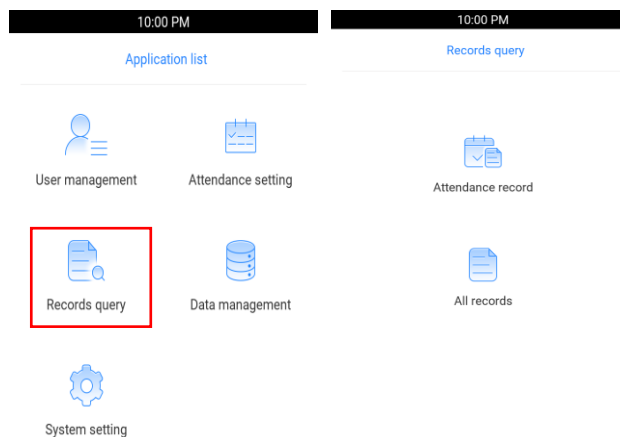 10:00 PM
Application list
User management
Attendance setting
Records query
Data management
System setting
10:00 PM
Records query
Attendance record
All records